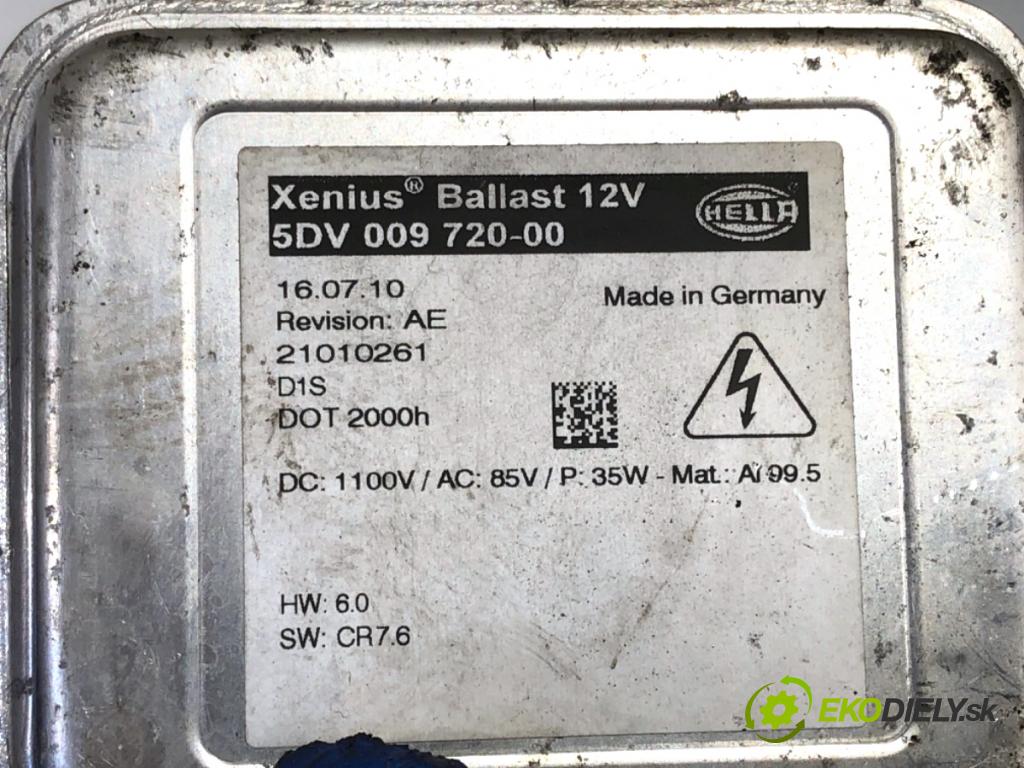 Xenius® Ballast 12V
5DV 009 720-00
HELLA
16.07.10
Made in Germany
Revision: AE
21010261
D1S
DOT 2000h
DC: 1100V / AC: 85V / P: 35W - Mat.: Al 99.5
HW: 6.0
SW: CR7.6
EKODIELY.sk